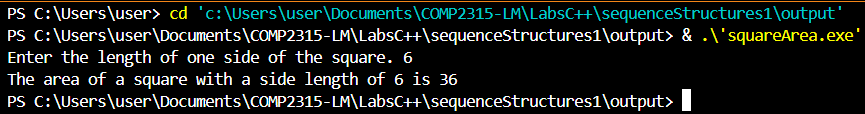 PS C:\Users\user> cd 'c:\Users\user\Documents\COMP2315-LM\LabsC++\sequenceStructures1\output'
PS C:\Users\user\Documents\COMP2315-LM\LabsC++\sequenceStructures1\output> & .\'squareArea.exe'
Enter the length of one side of the square. 6
The area of a square with a side length of 6 is 36
PS C:\Users\user\Documents\COMP2315-LM\LabsC++\sequenceStructures1\output>